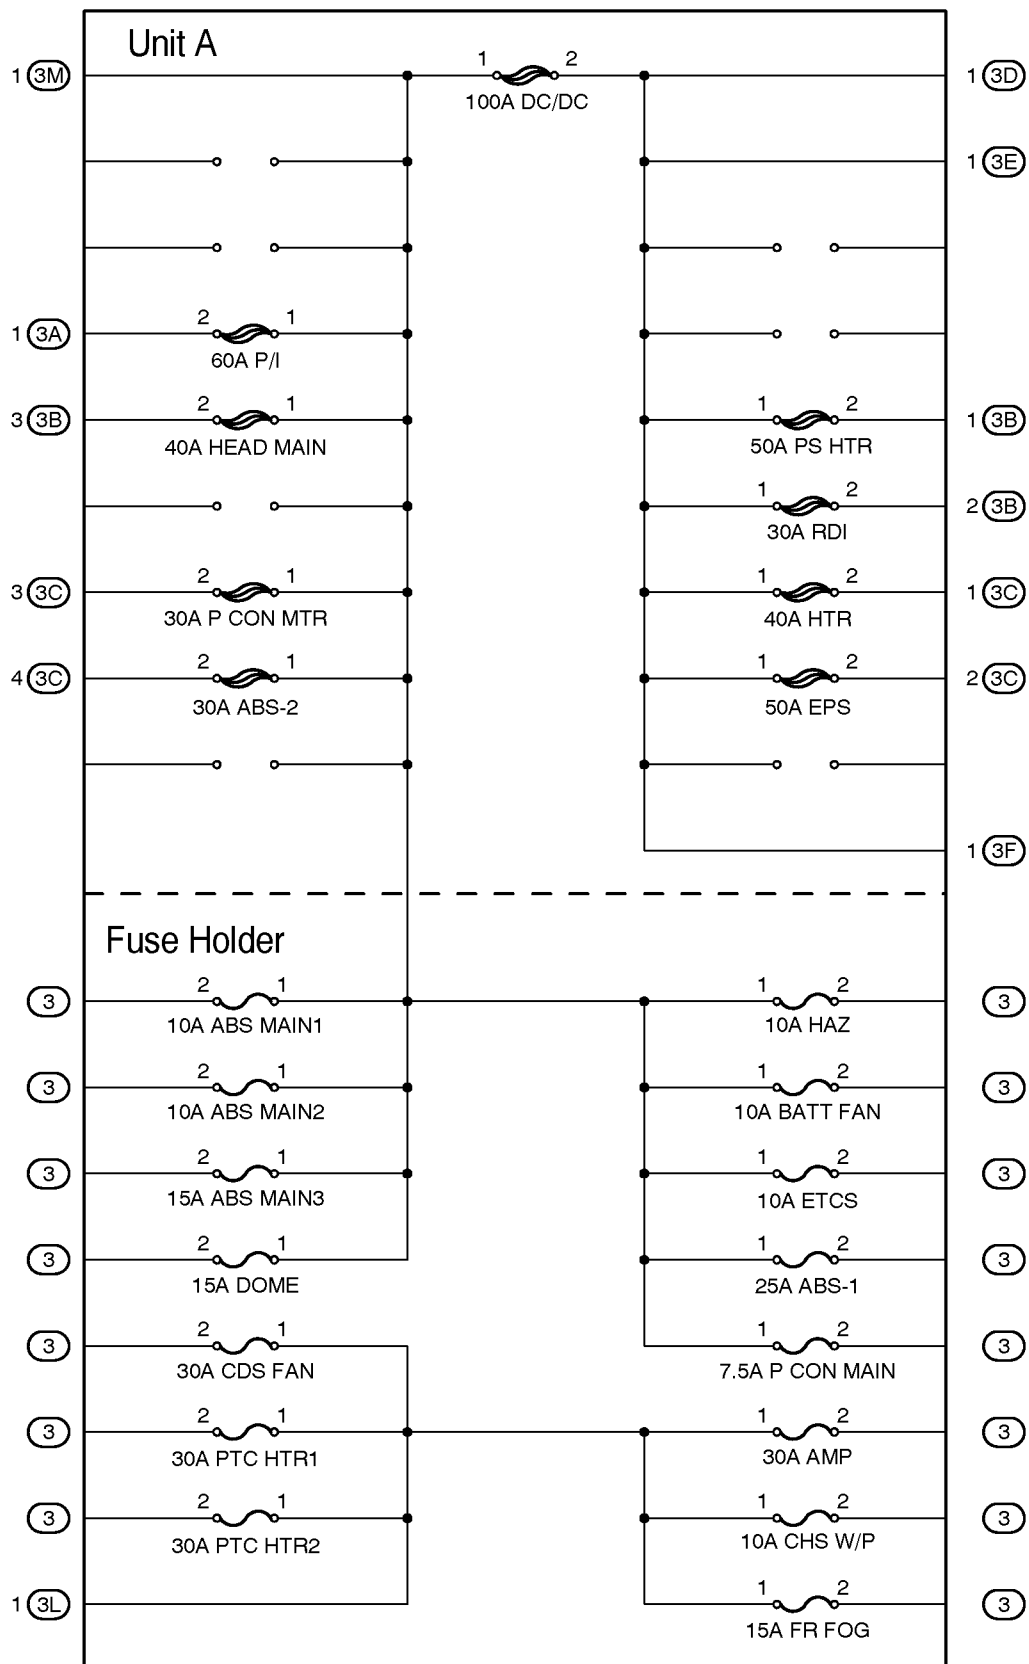 Unit A
1 3M 1 2 1 3D
100A DC/DC
1 3E
1 3A 2 1
60A P/I
3 3B 2 1 1 2 1 3B
40A HEAD MAIN 50A PS HTR
1 2 2 3B
30A RDI
3 3C 2 1 1 2 1 3C
30A P CON MTR 40A HTR
4 3C 2 1 1 2 2 3C
30A ABS-2 50A EPS
1 3F
Fuse Holder
3 2 1 1 2 3
10A ABS MAIN1 10A HAZ
3 2 1 1 2 3
10A ABS MAIN2 10A BATT FAN
3 2 1 1 2 3
15A ABS MAIN3 10A ETCS
3 2 1 1 2 3
15A DOME 25A ABS-1
3 2 1 1 2 3
30A CDS FAN 7.5A P CON MAIN
3 2 1 1 2 3
30A PTC HTR1 30A AMP
3 2 1 1 2 3
30A PTC HTR2 10A CHS W/P
1 3L 1 2 3
15A FR FOG